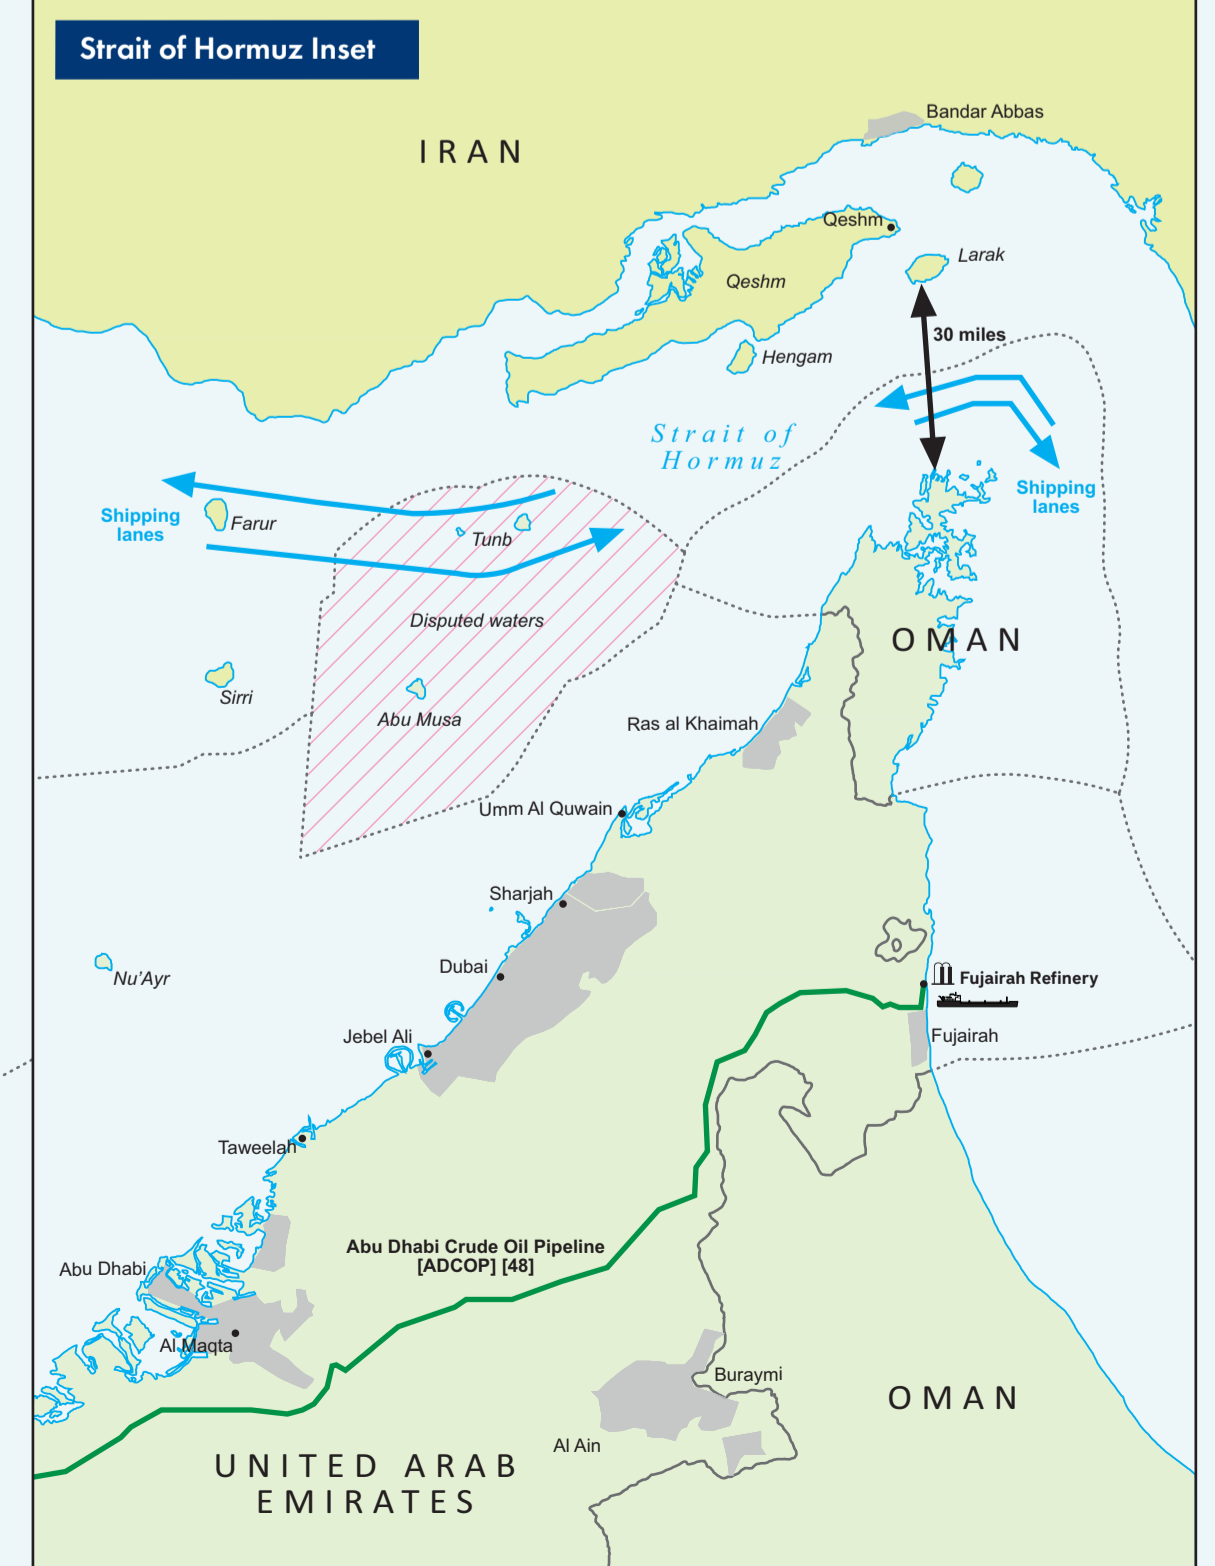 Strait of Hormuz Inset
Bandar Abbas
IRAN
Qeshm
Larak
Qeshm
30 miles
Hengam
Strait of
Hormuz
Shipping
lanes
Shipping
lanes
Farur
Tunb
Disputed waters
OMAN
Sirri
Abu Musa
Ras al Khaimah
Umm Al Quwain
Sharjah
Dubai
Nu’Ayr
Fujairah Refinery
Jebel Ali
Fujairah
Taweelah
Abu Dhabi Crude Oil Pipeline
[ADCOP] [48]
Abu Dhabi
Al Maqta
Buraymi
OMAN
Al Ain
UNITED ARAB
EMIRATES